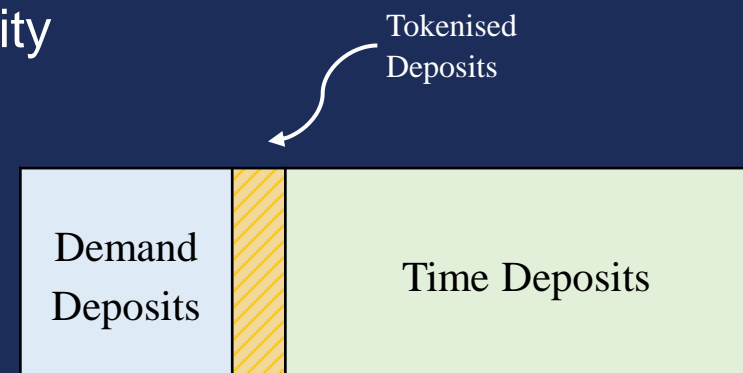 ity
Tokenised
Deposits
Demand
Deposits
Time Deposits